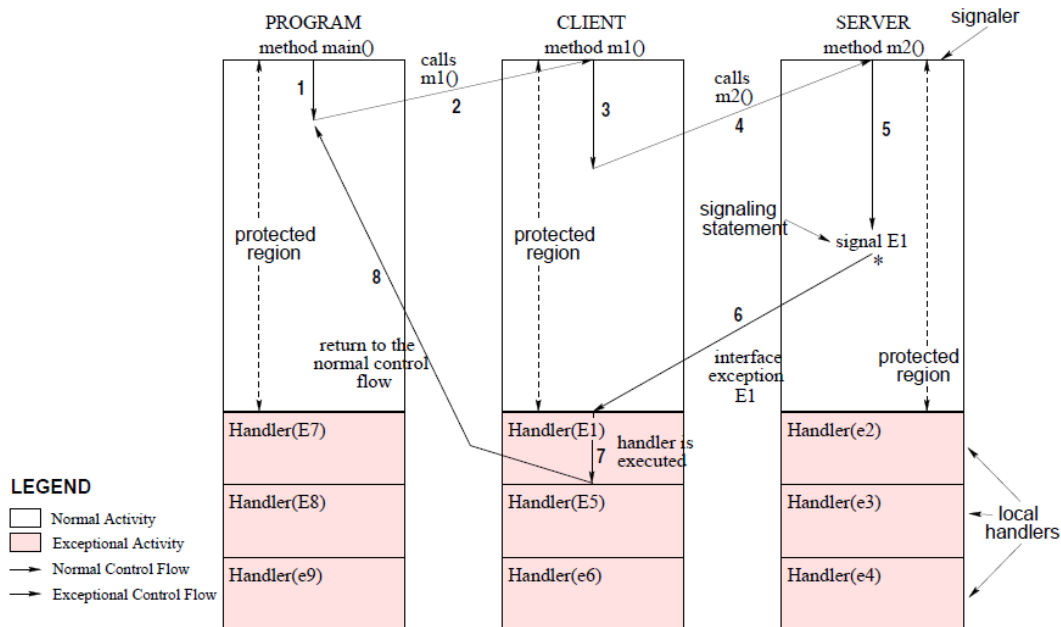 PROGRAM
method main()
CLIENT
method m1()
SERVER
method m2()
signaler
calls
m1()
calls
m2()
1
2
3
4
5
signaling
statement
signal E1
*
protected
region
protected
region
protected
region
8
6
return to the
normal control
flow
interface
exception
E1
Handler(E7)
Handler(E1)
7
handler is
executed
Handler(e2)
LEGEND
Normal Activity
Exceptional Activity
Normal Control Flow
Exceptional Control Flow
Handler(E8)
Handler(E5)
Handler(e3)
local
handlers
Handler(e9)
Handler(e6)
Handler(e4)